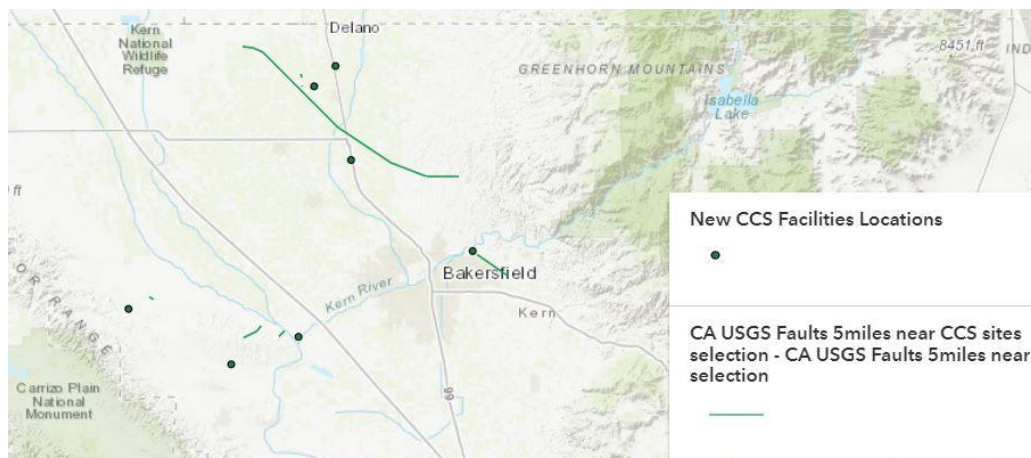 Kern
National
Wildlife
Refuge
Delano
GREENHORN MOUNTAINS
8451 ft
Isabella
Lake
ft
New CCS Facilities Locations
Bakersfield
Kern River
Kern
OR RANGE
CA USGS Faults 5miles near CCS sites
selection - CA USGS Faults 5miles near
selection
Carrizo Plain
National
Monument
99